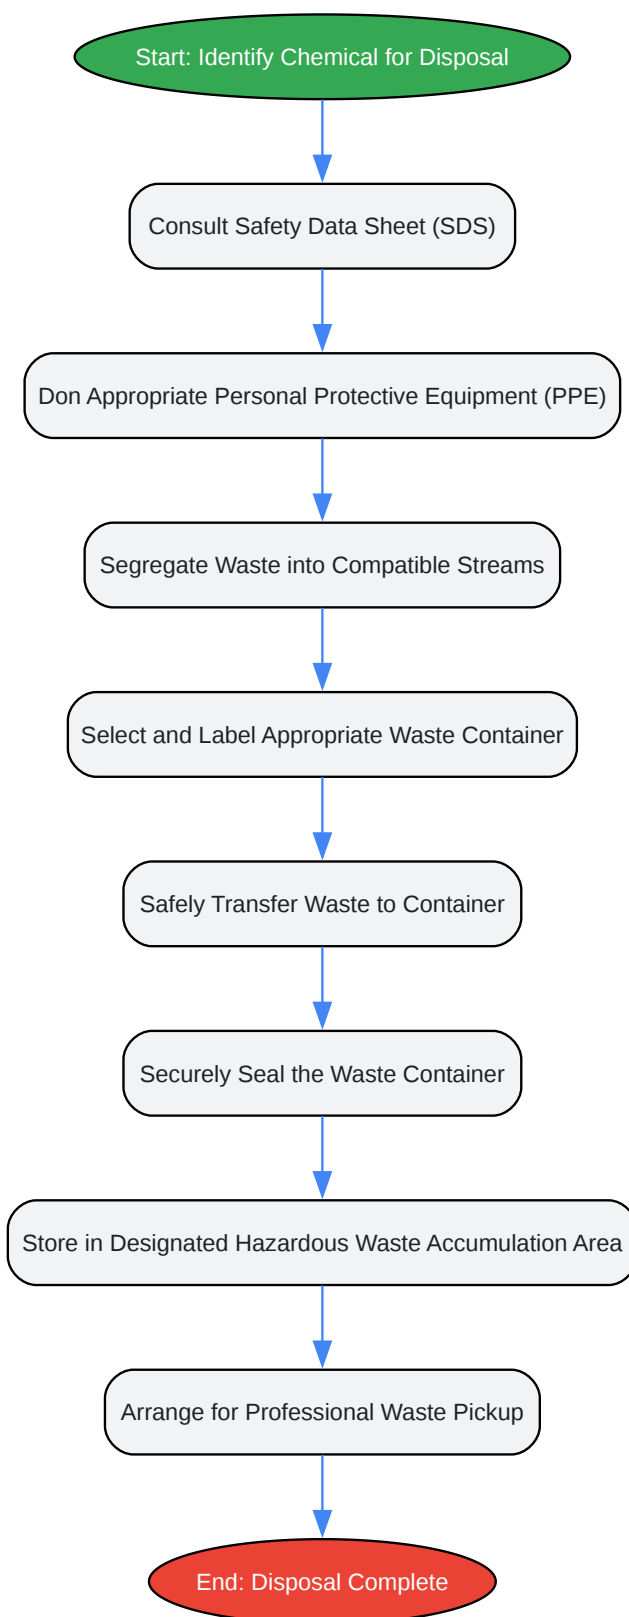 Start: Identify Chemical for Disposal
Consult Safety Data Sheet (SDS)
Don Appropriate Personal Protective Equipment (PPE)
Segregate Waste into Compatible Streams
Select and Label Appropriate Waste Container
Safely Transfer Waste to Container
Securely Seal the Waste Container
Store in Designated Hazardous Waste Accumulation Area
Arrange for Professional Waste Pickup
End: Disposal Complete